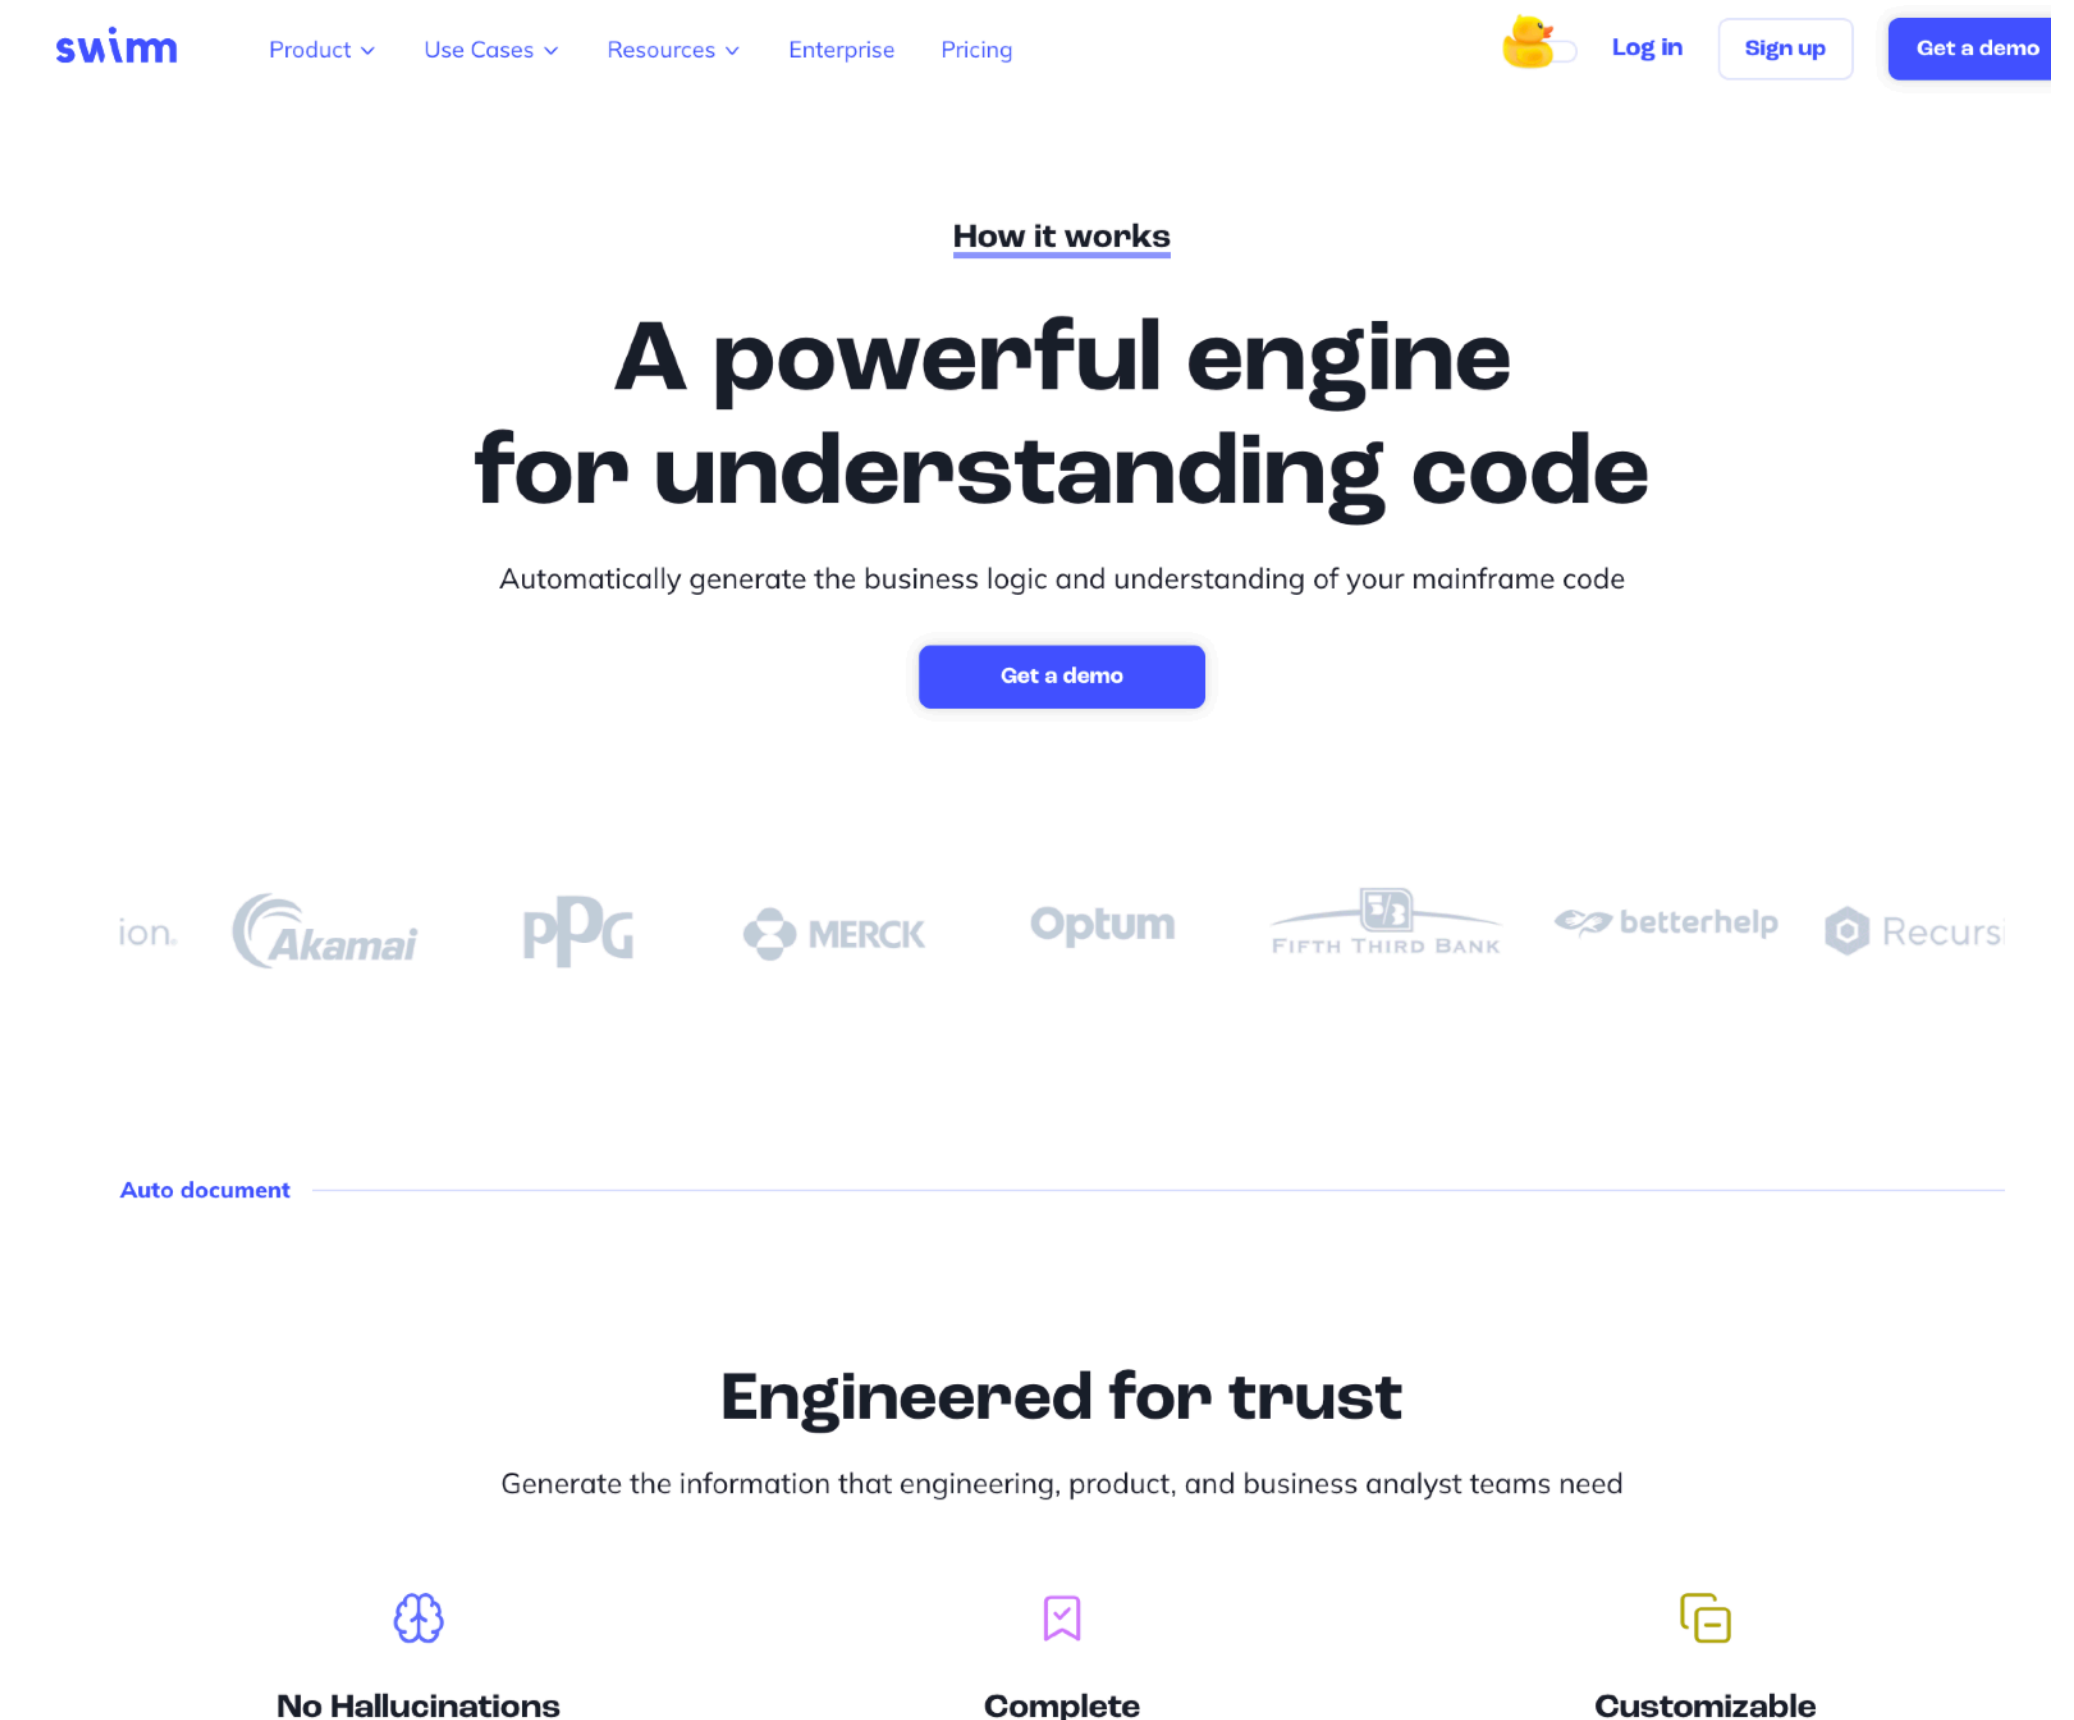 swimm
Product
Use Cases
Resources
Enterprise
Pricing
Log in
Sign up
Get a demo
How it works
A powerful engine
for understanding code
Automatically generate the business logic and understanding of your mainframe code
Get a demo
ion.
Akamai
PPG
MERCK
Optum
5/3
FIFTH THIRD BANK
betterhelp
Recursi
Auto document
Engineered for trust
Generate the information that engineering, product, and business analyst teams need
No Hallucinations
Complete
Customizable